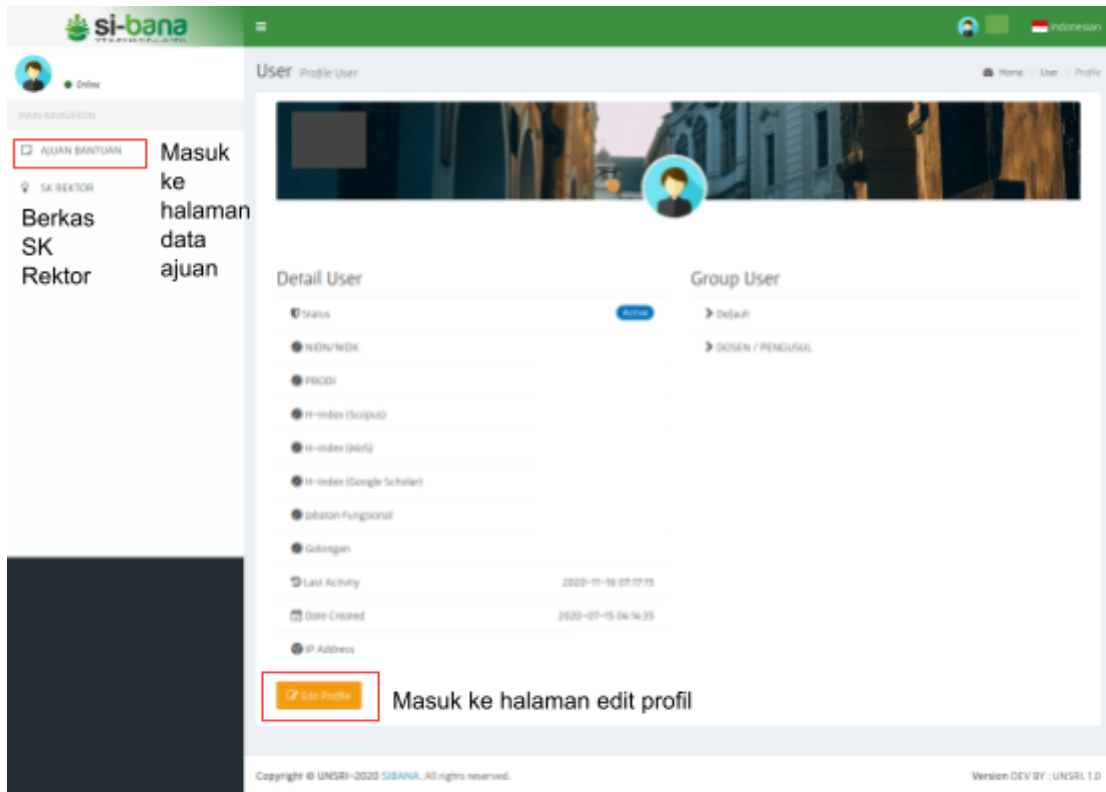 si-bana
Indonesian
Online
User Profile User
Home User Profile
MAIN NAVIGATION
AJUAN BANTUAN
Masuk
ke
halaman
data
ajuan
SK REKTOR
Berkas
SK
Rektor
Detail User
Group User
Status Active
Default
NIDN/NIDK
DOSEN / PENGUSUL
PRODI
H-index (Scopus)
H-index (WoS)
H-index (Google Scholar)
Jabatan Fungsional
Golongan
Last Activity 2020-11-16 07:17:15
Date Created 2020-07-15 04:14:35
IP Address
Edit Profile
Masuk ke halaman edit profil
Copyright © UNSRI-2020 SIBANA. All rights reserved.
Version DEV BY : UNSRI. 1.0